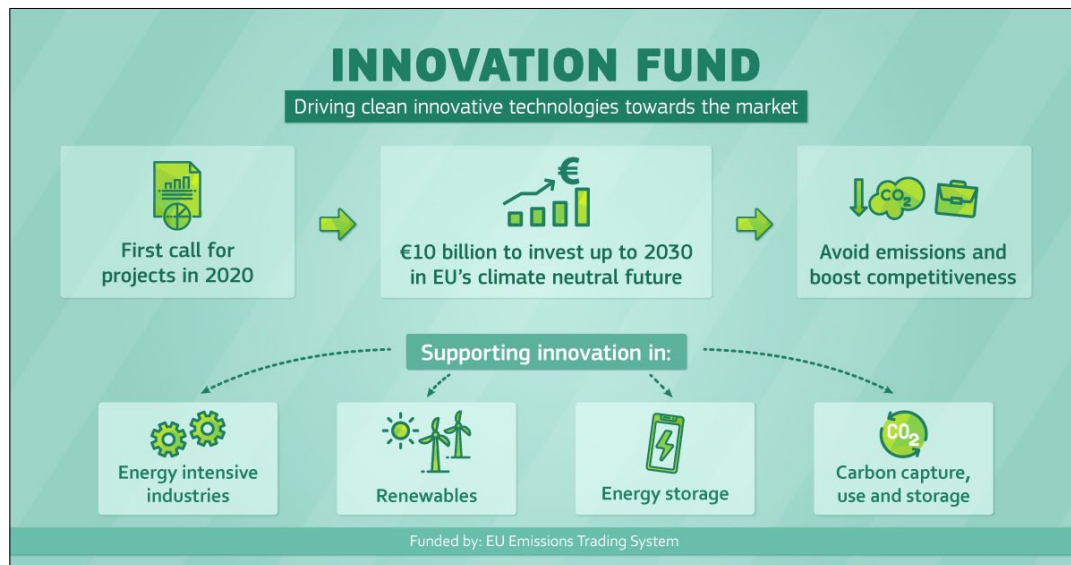 INNOVATION FUND
Driving clean innovative technologies towards the market
First call for
projects in 2020
€
€10 billion to invest up to 2030
in EU's climate neutral future
CO₂
Avoid emissions and
boost competitiveness
Supporting innovation in:
Energy intensive
industries
Renewables
Energy storage
CO₂
Carbon capture,
use and storage
Funded by: EU Emissions Trading System